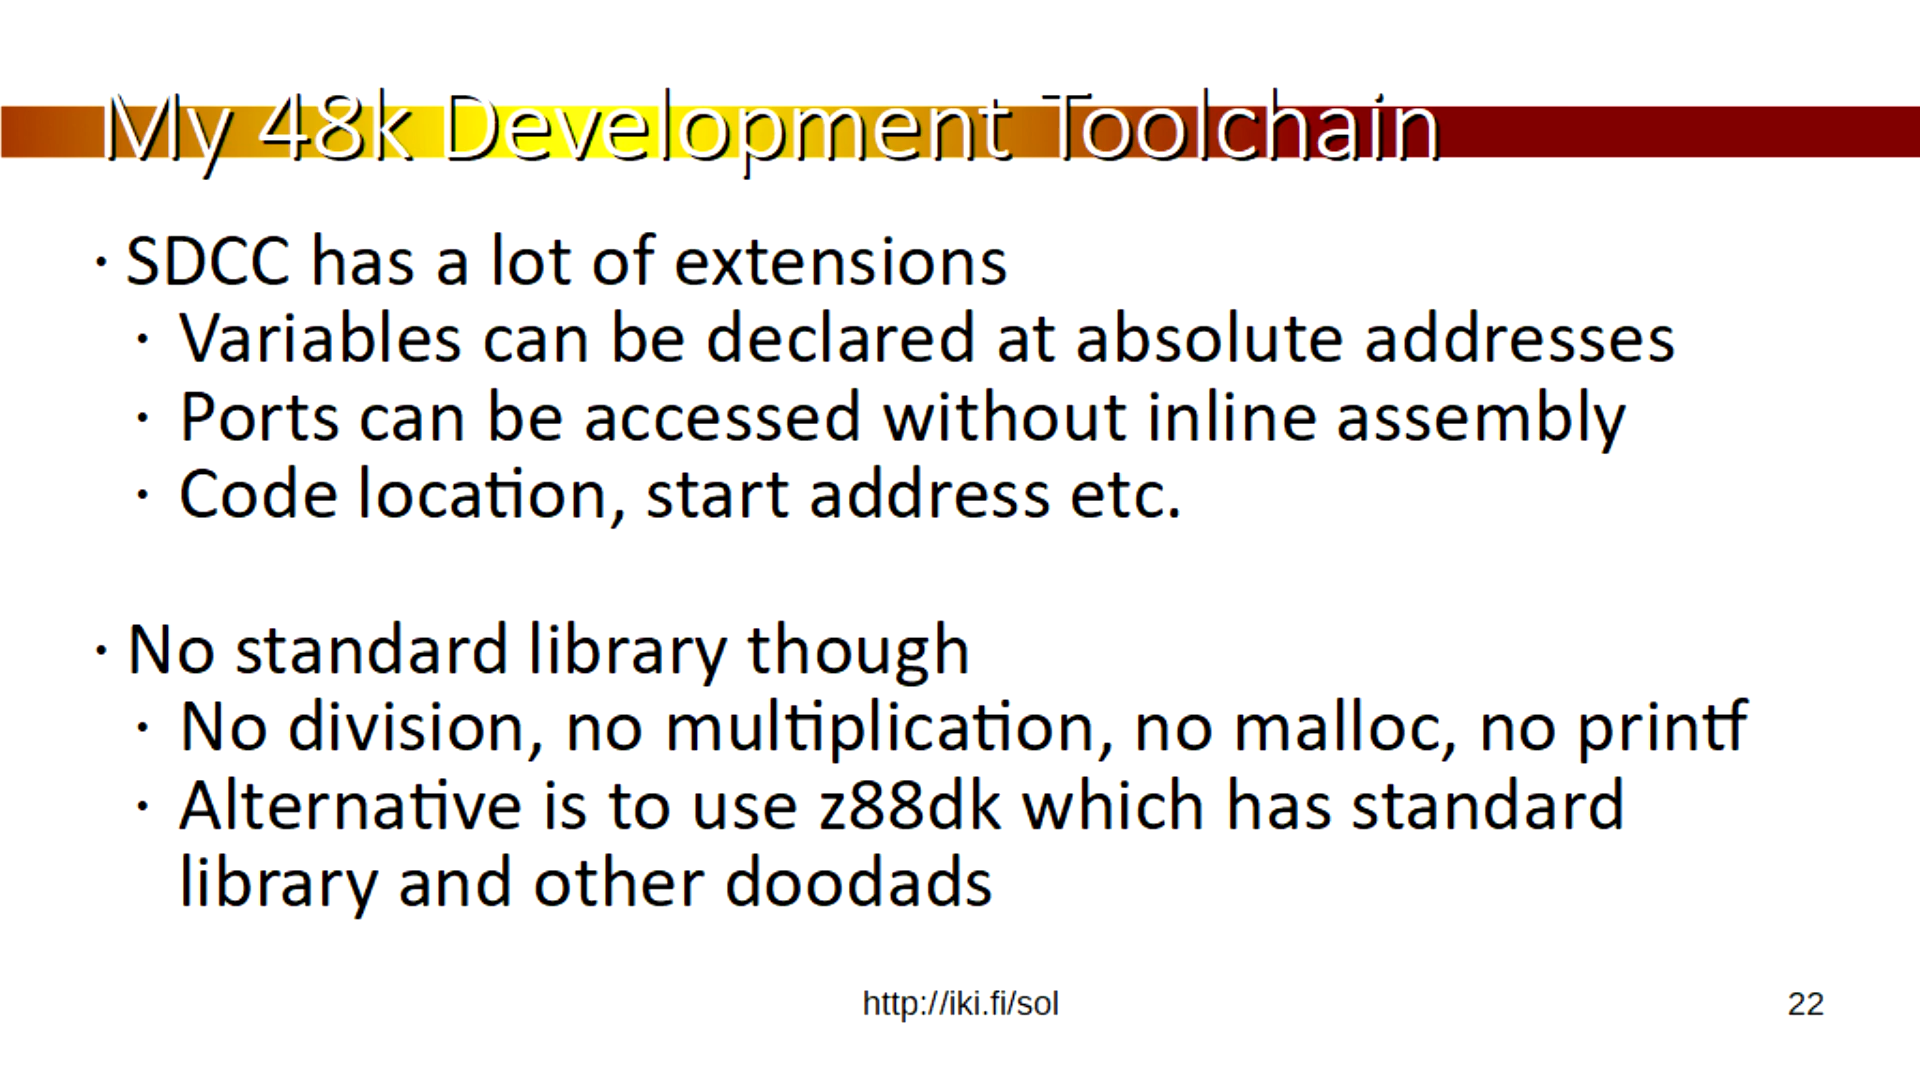 My 48k Development Toolchain
· SDCC has a lot of extensions
· Variables can be declared at absolute addresses
· Ports can be accessed without inline assembly
· Code location, start address etc.
· No standard library though
· No division, no multiplication, no malloc, no printf
· Alternative is to use z88dk which has standard
library and other doodads
http://iki.fi/sol
22